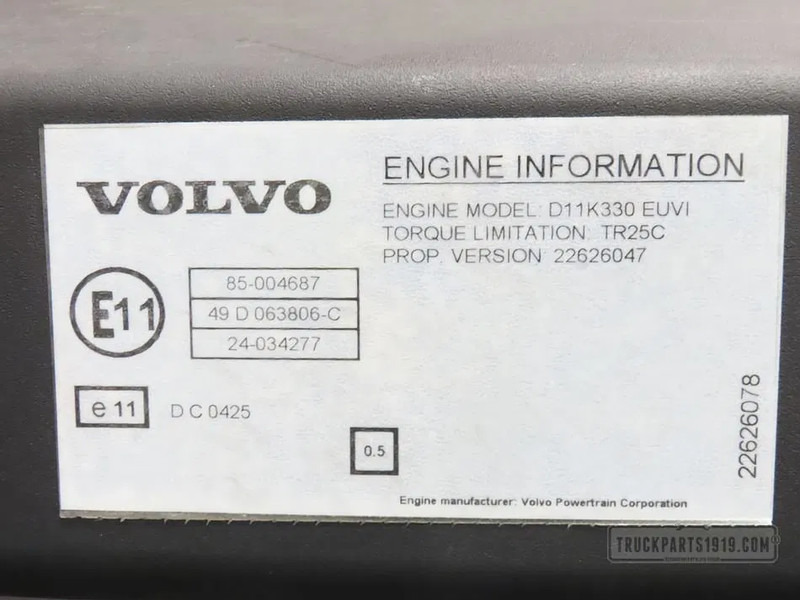 VOLVO
ENGINE INFORMATION
ENGINE MODEL: D11K330 EUVI
TORQUE LIMITATION: TR25C
PROP. VERSION: 22626047
E11
85-004687
49 D 063806-C
24-034277
e 11
D C 0425
0.5
22626078
Engine manufacturer: Volvo Powertrain Corporation
TRUCKPARTS1919.COM